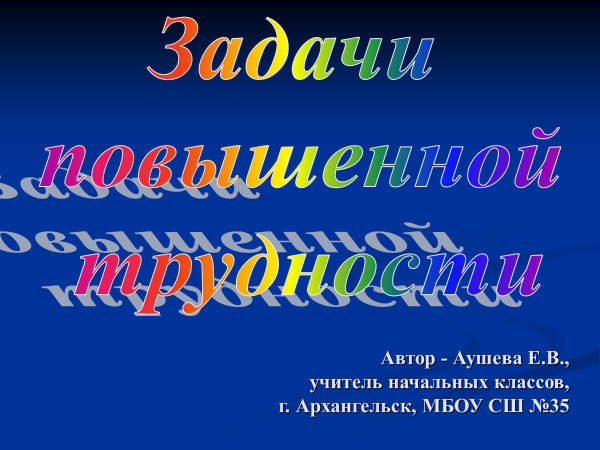 Задачи
повышенной
трудности
Автор - Аушева Е.В.,
учитель начальных классов,
г. Архангельск, МБОУ СШ №35